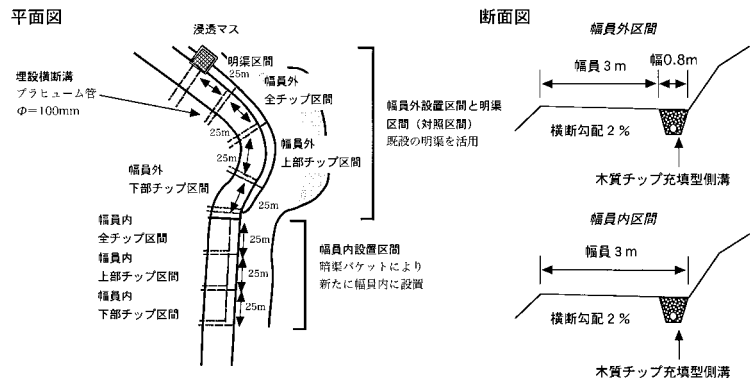 平面図
浸透マス
明渠区間
25m
埋設横断溝
プラヒューム管
Φ=100mm
幅員外
全チップ区間
25m
幅員外設置区間と明渠
区間（対照区間）
既設の明渠を活用
25m
幅員外
上部チップ区間
幅員外
下部チップ区間
25m
幅員内
全チップ区間
25m
幅員内
上部チップ区間
25m
幅員内
下部チップ区間
25m
幅員内設置区間
暗渠バケットにより
新たに幅員内に設置
断面図
幅員外区間
幅員３m
幅0.8m
横断勾配２%
木質チップ充填型側溝
幅員内区間
幅員３m
横断勾配２%
木質チップ充填型側溝